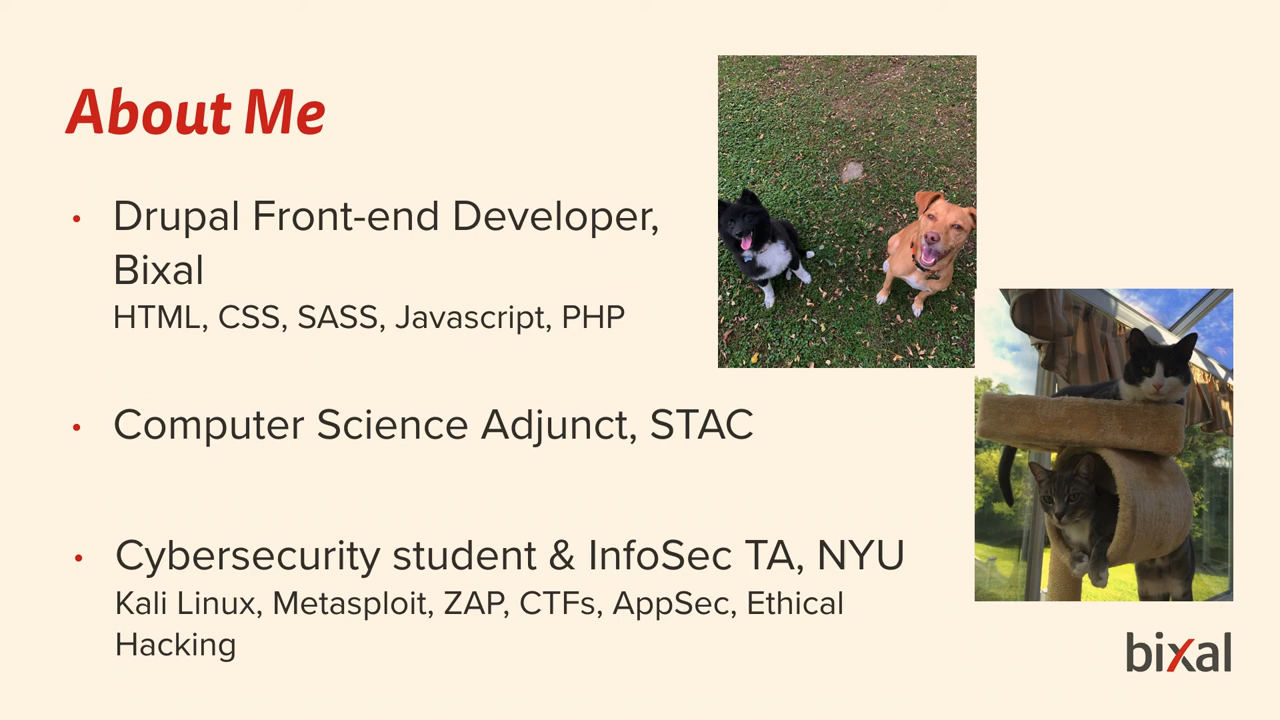 About Me
• Drupal Front-end Developer,
Bixal
HTML, CSS, SASS, Javascript, PHP
• Computer Science Adjunct, STAC
• Cybersecurity student & InfoSec TA, NYU
Kali Linux, Metasploit, ZAP, CTFs, AppSec, Ethical
Hacking
bixal